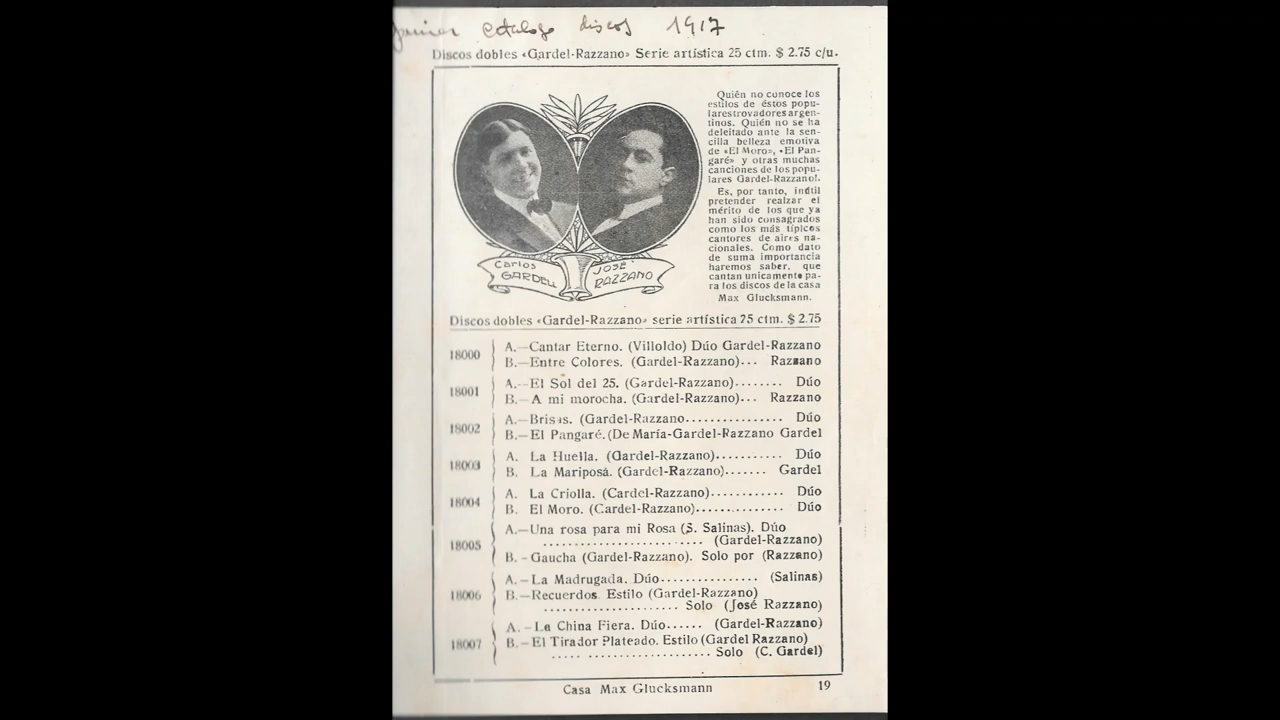 primer catalogo discos 1917
Discos dobles «Gardel-Razzano» Serie artística 25 ctm. $ 2.75 c/u.
Quién no conoce los
estilos de éstos popu-
larestrovadores argen-
tinos. Quién no se ha
deleitado ante la sen-
cilla belleza emotiva
de «El Moro», «El Pan-
garé» y otras muchas
canciones de los popu-
lares Gardel-Razzano!.
Es, por tanto, inútil
pretender realzar el
mérito de los que ya
han sido consagrados
como los más típicos
cantores de aires na-
cionales. Como dato
de suma importancia
haremos saber, que
cantan unicamente pa-
ra los discos de la casa
Max Glucksmann.
Carlos
GARDEL
JOSÉ
RAZZANO
Discos dobles «Gardel-Razzano» serie artística 25 ctm. $ 2.75
18000 A.—Cantar Eterno. (Villoldo) Dúo Gardel-Razzano
B.—Entre Colores. (Gardel-Razzano)... Razzano
18001 A.—El Sol del 25. (Gardel-Razzano)........ Dúo
B.—A mi morocha. (Gardel-Razzano)... Razzano
18002 A.—Brisas. (Gardel-Razzano................ Dúo
B.—El Pangaré. (De María-Gardel-Razzano Gardel
18003 A. La Huella. (Gardel-Razzano).......... Dúo
B. La Mariposa. (Gardel-Razzano)....... Gardel
18004 A. La Criolla. (Cardel-Razzano)............ Dúo
B. El Moro. (Cardel-Razzano).............. Dúo
18005 A.—Una rosa para mi Rosa (S. Salinas). Dúo
........................ (Gardel-Razzano)
B.-Gaucha (Gardel-Razzano). Solo por (Razzano)
18006 A.—La Madrugada. Dúo................ (Salinas)
B.—Recuerdos. Estilo (Gardel-Razzano)
..................... Solo (José Razzano)
18007 A.-La China Fiera. Dúo...... (Gardel-Razzano)
B.—El Tirador Plateado. Estilo (Gardel Razzano)
............................ Solo (C. Gardel)
Casa Max Glucksmann 19